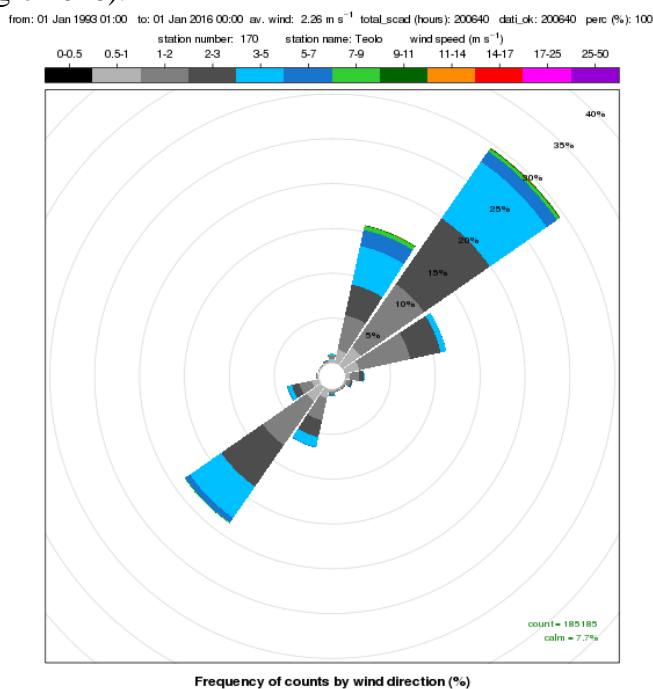 from: 01 Jan 1993 01:00 to: 01 Jan 2016 00:00 av. wind: 2.26 m s⁻¹ total_scad (hours): 200640 dati_ok: 200640 perc (%): 100
station number: 170 station name: Teolo wind speed (m s⁻¹)
0-0.5 0.5-1 1-2 2-3 3-5 5-7 7-9 9-11 11-14 14-17 17-25 25-50
40%
35%
30%
25%
20%
15%
10%
5%
count = 185185
calm = 7.7%
Frequency of counts by wind direction (%)